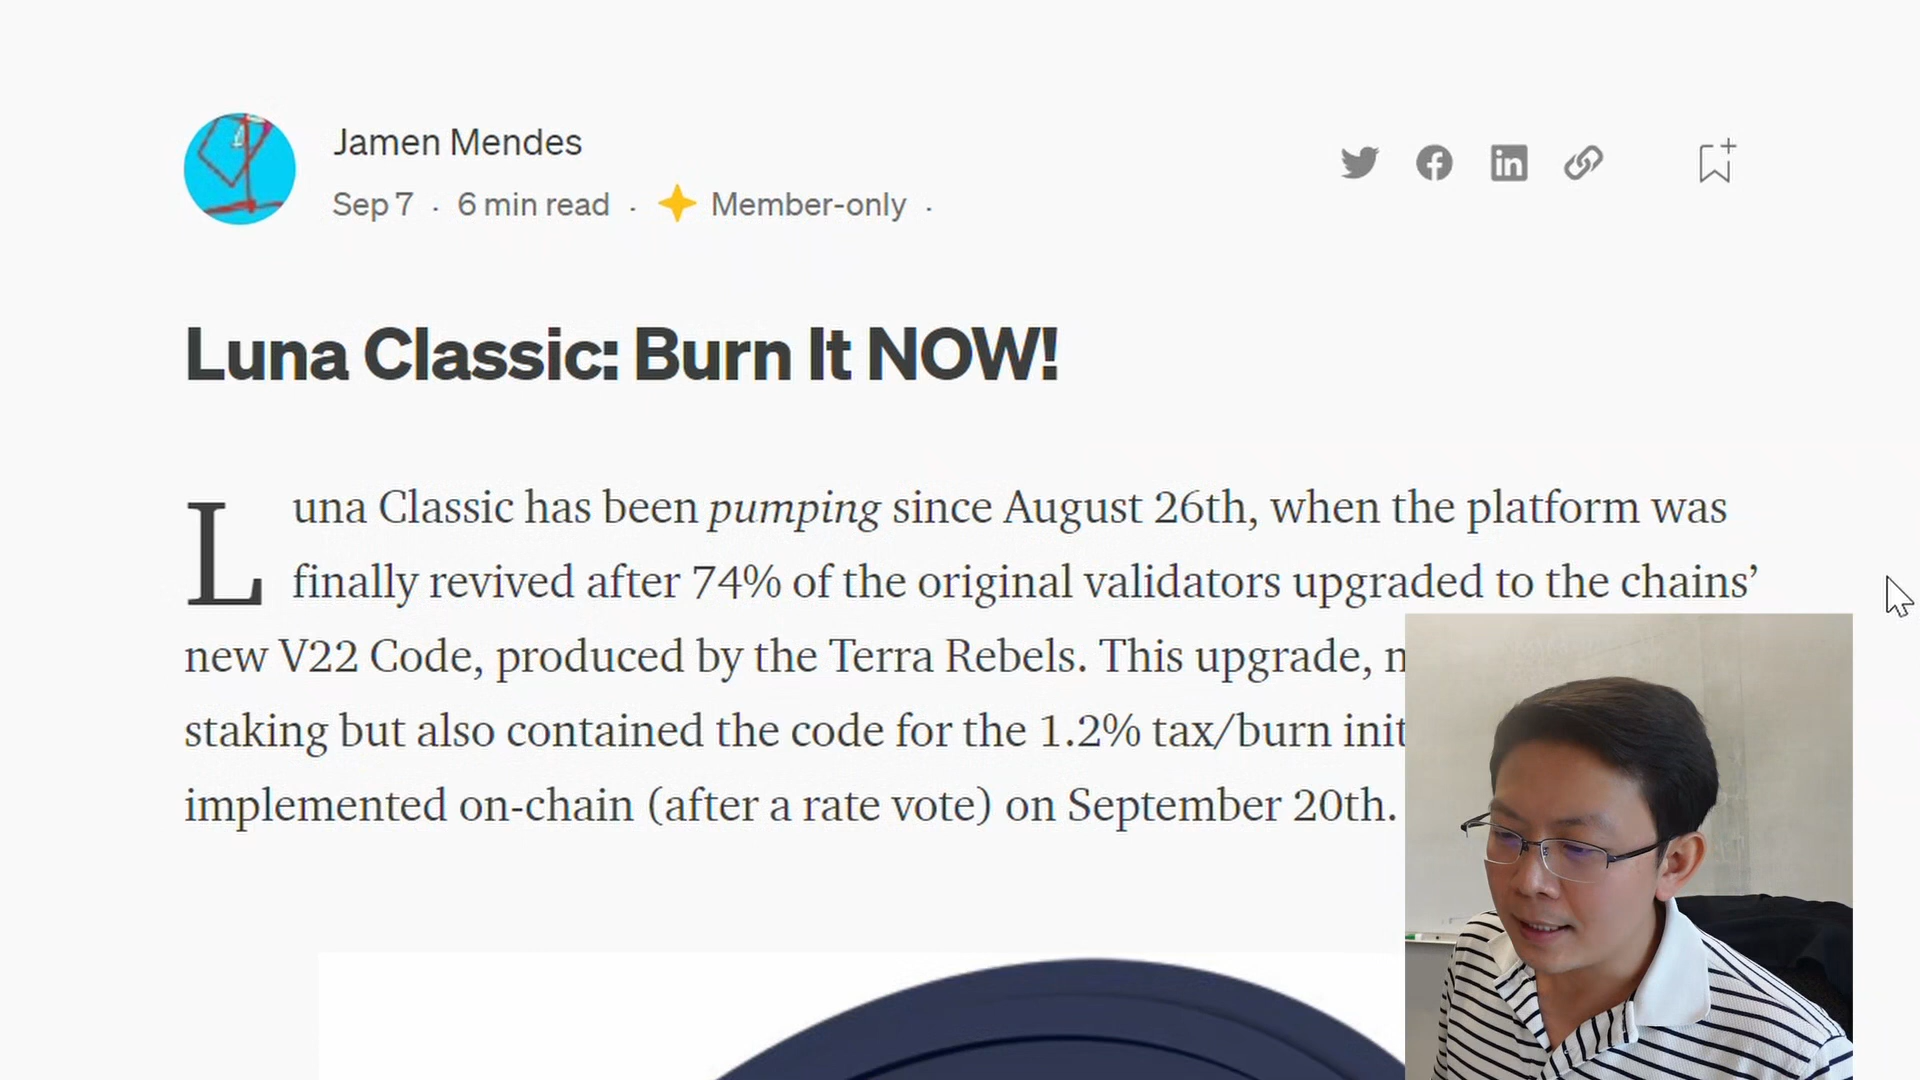 Jamen Mendes
Sep 7 · 6 min read · Member-only ·
Luna Classic: Burn It NOW!
Luna Classic has been pumping since August 26th, when the platform was
finally revived after 74% of the original validators upgraded to the chains’
new V22 Code, produced by the Terra Rebels. This upgrade,
staking but also contained the code for the 1.2% tax/burn
implemented on-chain (after a rate vote) on September 20th.